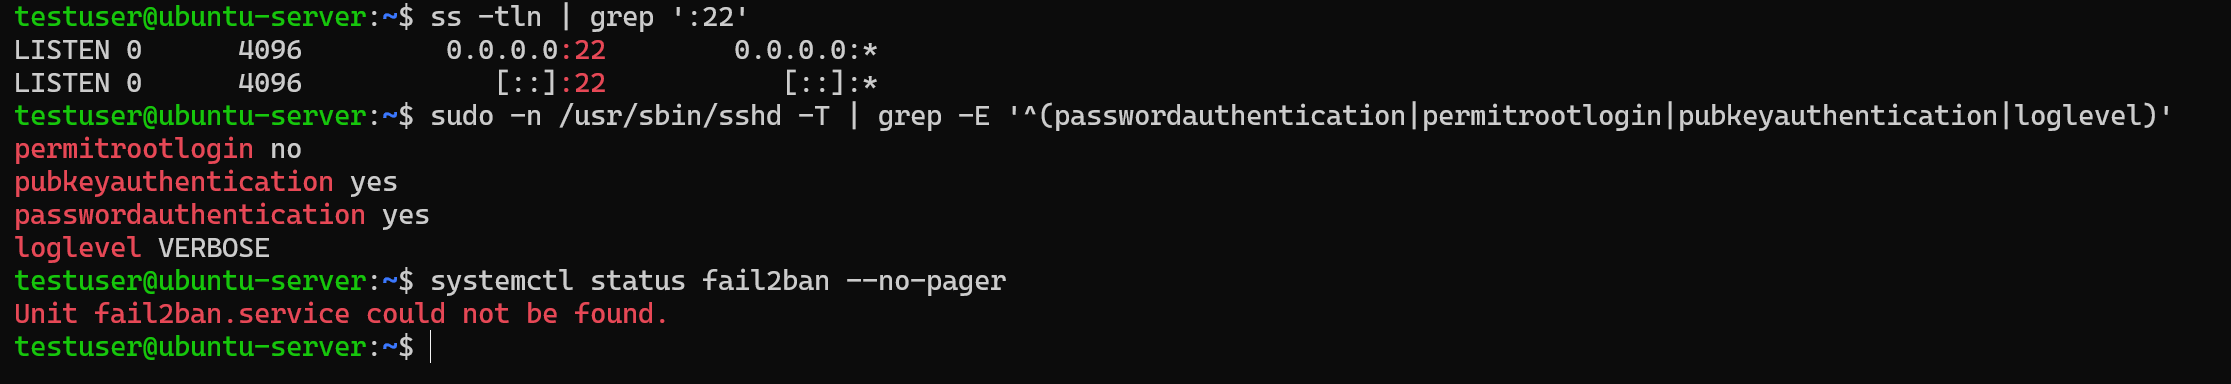 testuser@ubuntu-server:~$ ss -tln | grep ':22'
LISTEN 0      4096         0.0.0.0:22        0.0.0.0:*
LISTEN 0      4096            [::]:22           [::]:*
testuser@ubuntu-server:~$ sudo -n /usr/sbin/sshd -T | grep -E '^(passwordauthentication|permitrootlogin|pubkeyauthentication|loglevel)'
permitrootlogin no
pubkeyauthentication yes
passwordauthentication yes
loglevel VERBOSE
testuser@ubuntu-server:~$ systemctl status fail2ban --no-pager
Unit fail2ban.service could not be found.
testuser@ubuntu-server:~$